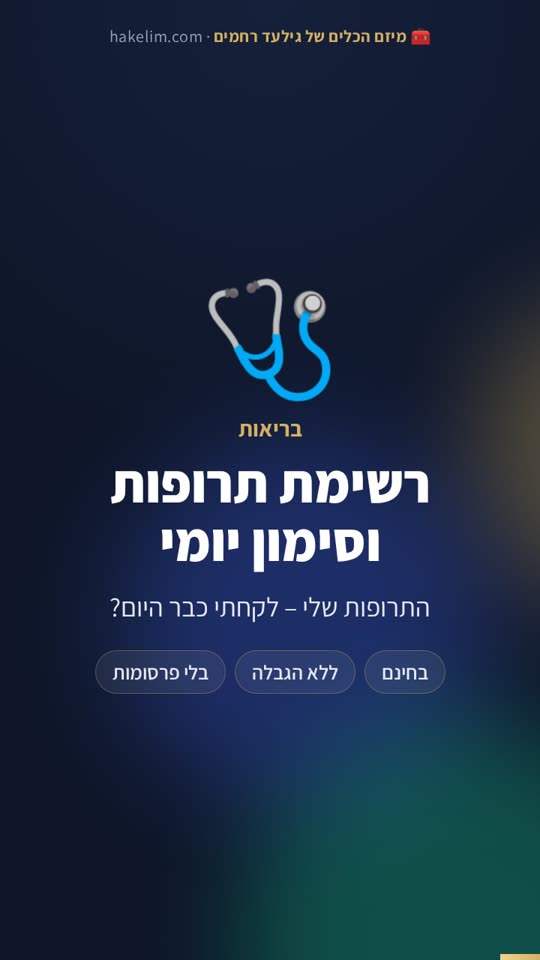 🧰 מיזם הכלים של גילעד רחמים · hakelim.com
בריאות
רשימת תרופות
וסימון יומי
התרופות שלי – לקחתי כבר היום?
בחינם
ללא הגבלה
בלי פרסומות